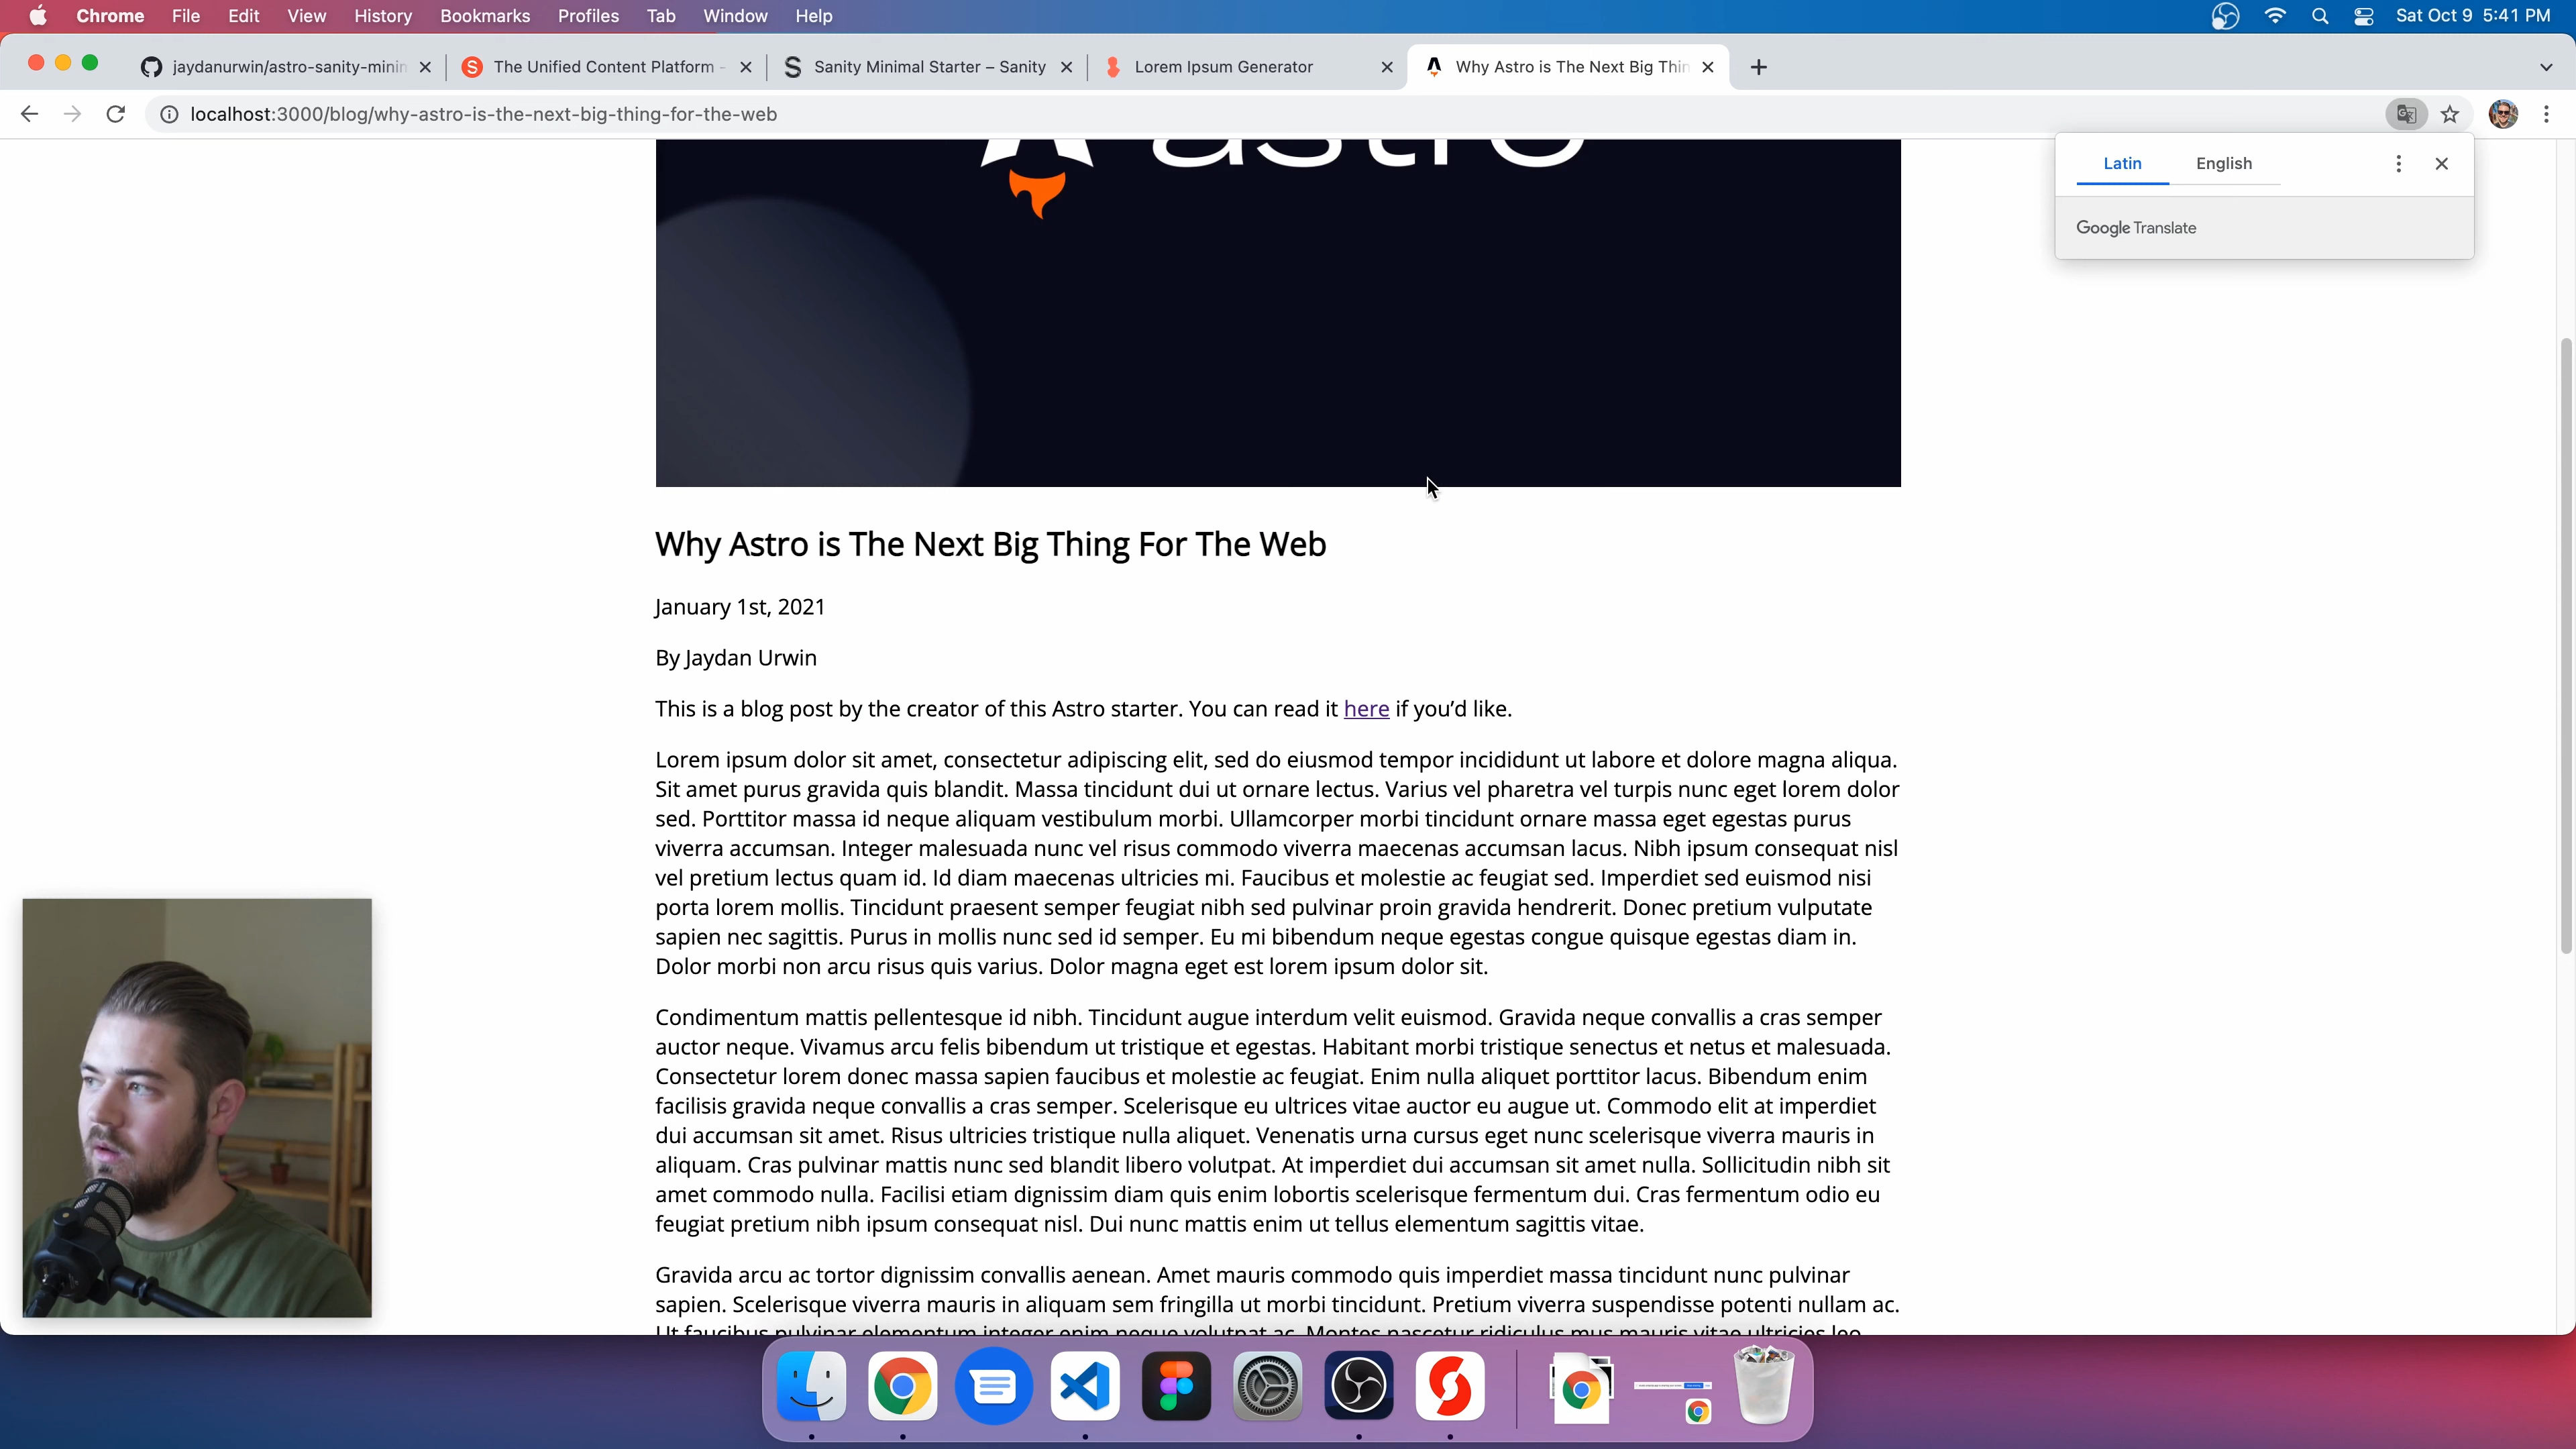 Chrome File Edit View History Bookmarks Profiles Tab Window Help Sat Oct 9 5:41 PM
jaydanurwin/astro-sanity-minin The Unified Content Platform - Sanity Minimal Starter – Sanity Lorem Ipsum Generator Why Astro is The Next Big Thin
localhost:3000/blog/why-astro-is-the-next-big-thing-for-the-web
Latin English
Google Translate
astro
Why Astro is The Next Big Thing For The Web
January 1st, 2021
By Jaydan Urwin
This is a blog post by the creator of this Astro starter. You can read it here if you’d like.
Lorem ipsum dolor sit amet, consectetur adipiscing elit, sed do eiusmod tempor incididunt ut labore et dolore magna aliqua.
Sit amet purus gravida quis blandit. Massa tincidunt dui ut ornare lectus. Varius vel pharetra vel turpis nunc eget lorem dolor
sed. Porttitor massa id neque aliquam vestibulum morbi. Ullamcorper morbi tincidunt ornare massa eget egestas purus
viverra accumsan. Integer malesuada nunc vel risus commodo viverra maecenas accumsan lacus. Nibh ipsum consequat nisl
vel pretium lectus quam id. Id diam maecenas ultricies mi. Faucibus et molestie ac feugiat sed. Imperdiet sed euismod nisi
porta lorem mollis. Tincidunt praesent semper feugiat nibh sed pulvinar proin gravida hendrerit. Donec pretium vulputate
sapien nec sagittis. Purus in mollis nunc sed id semper. Eu mi bibendum neque egestas congue quisque egestas diam in.
Dolor morbi non arcu risus quis varius. Dolor magna eget est lorem ipsum dolor sit.
Condimentum mattis pellentesque id nibh. Tincidunt augue interdum velit euismod. Gravida neque convallis a cras semper
auctor neque. Vivamus arcu felis bibendum ut tristique et egestas. Habitant morbi tristique senectus et netus et malesuada.
Consectetur lorem donec massa sapien faucibus et molestie ac feugiat. Enim nulla aliquet porttitor lacus. Bibendum enim
facilisis gravida neque convallis a cras semper. Scelerisque eu ultrices vitae auctor eu augue ut. Commodo elit at imperdiet
dui accumsan sit amet. Risus ultricies tristique nulla aliquet. Venenatis urna cursus eget nunc scelerisque viverra mauris in
aliquam. Cras pulvinar mattis nunc sed blandit libero volutpat. At imperdiet dui accumsan sit amet nulla. Sollicitudin nibh sit
amet commodo nulla. Facilisi etiam dignissim diam quis enim lobortis scelerisque fermentum dui. Cras fermentum odio eu
feugiat pretium nibh ipsum consequat nisl. Dui nunc mattis enim ut tellus elementum sagittis vitae.
Gravida arcu ac tortor dignissim convallis aenean. Amet mauris commodo quis imperdiet massa tincidunt nunc pulvinar
sapien. Scelerisque viverra mauris in aliquam sem fringilla ut morbi tincidunt. Pretium viverra suspendisse potenti nullam ac.
Ut faucibus pulvinar elementum integer enim neque volutpat ac. Montes nascetur ridiculus mus mauris vitae ultricies leo